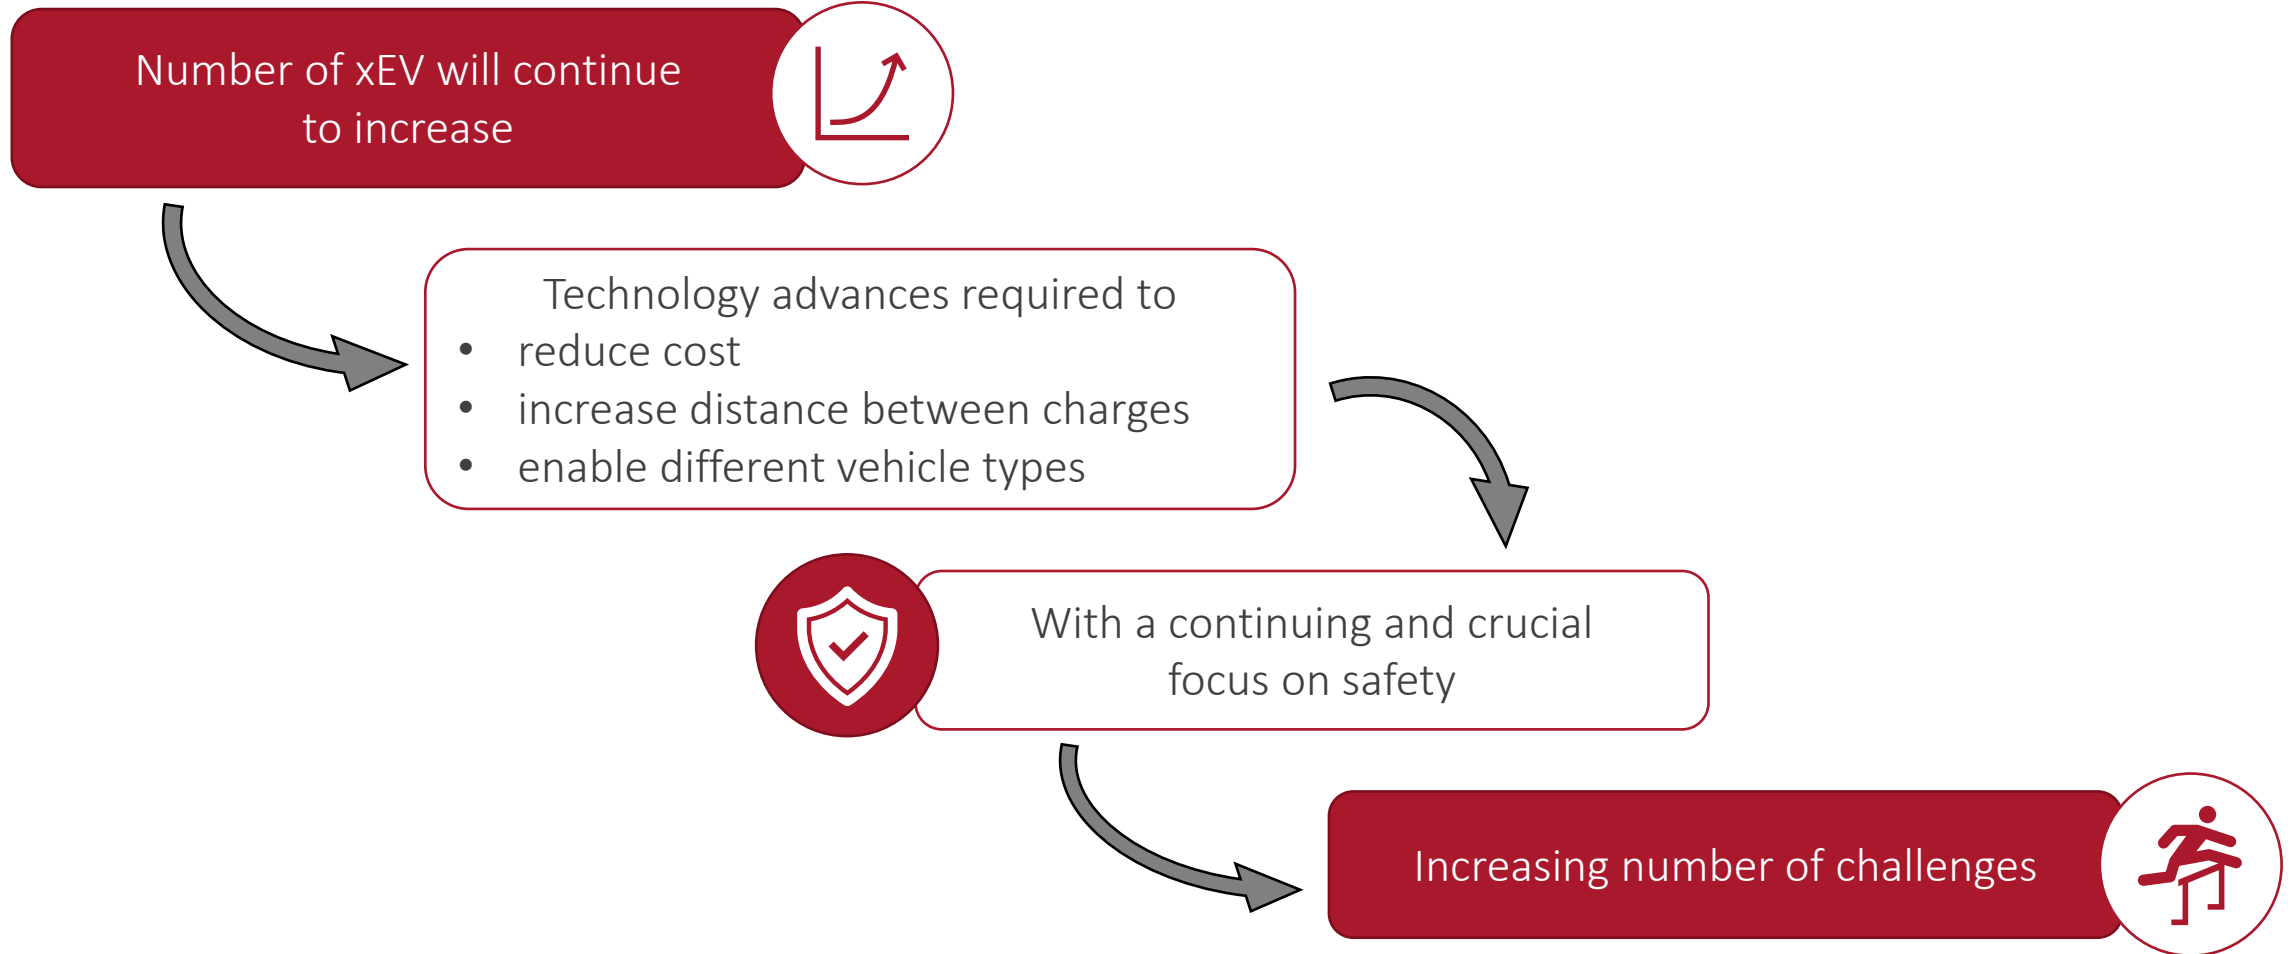 Number of xEV will continue
to increase
Technology advances required to
• reduce cost
• increase distance between charges
• enable different vehicle types
With a continuing and crucial
focus on safety
Increasing number of challenges